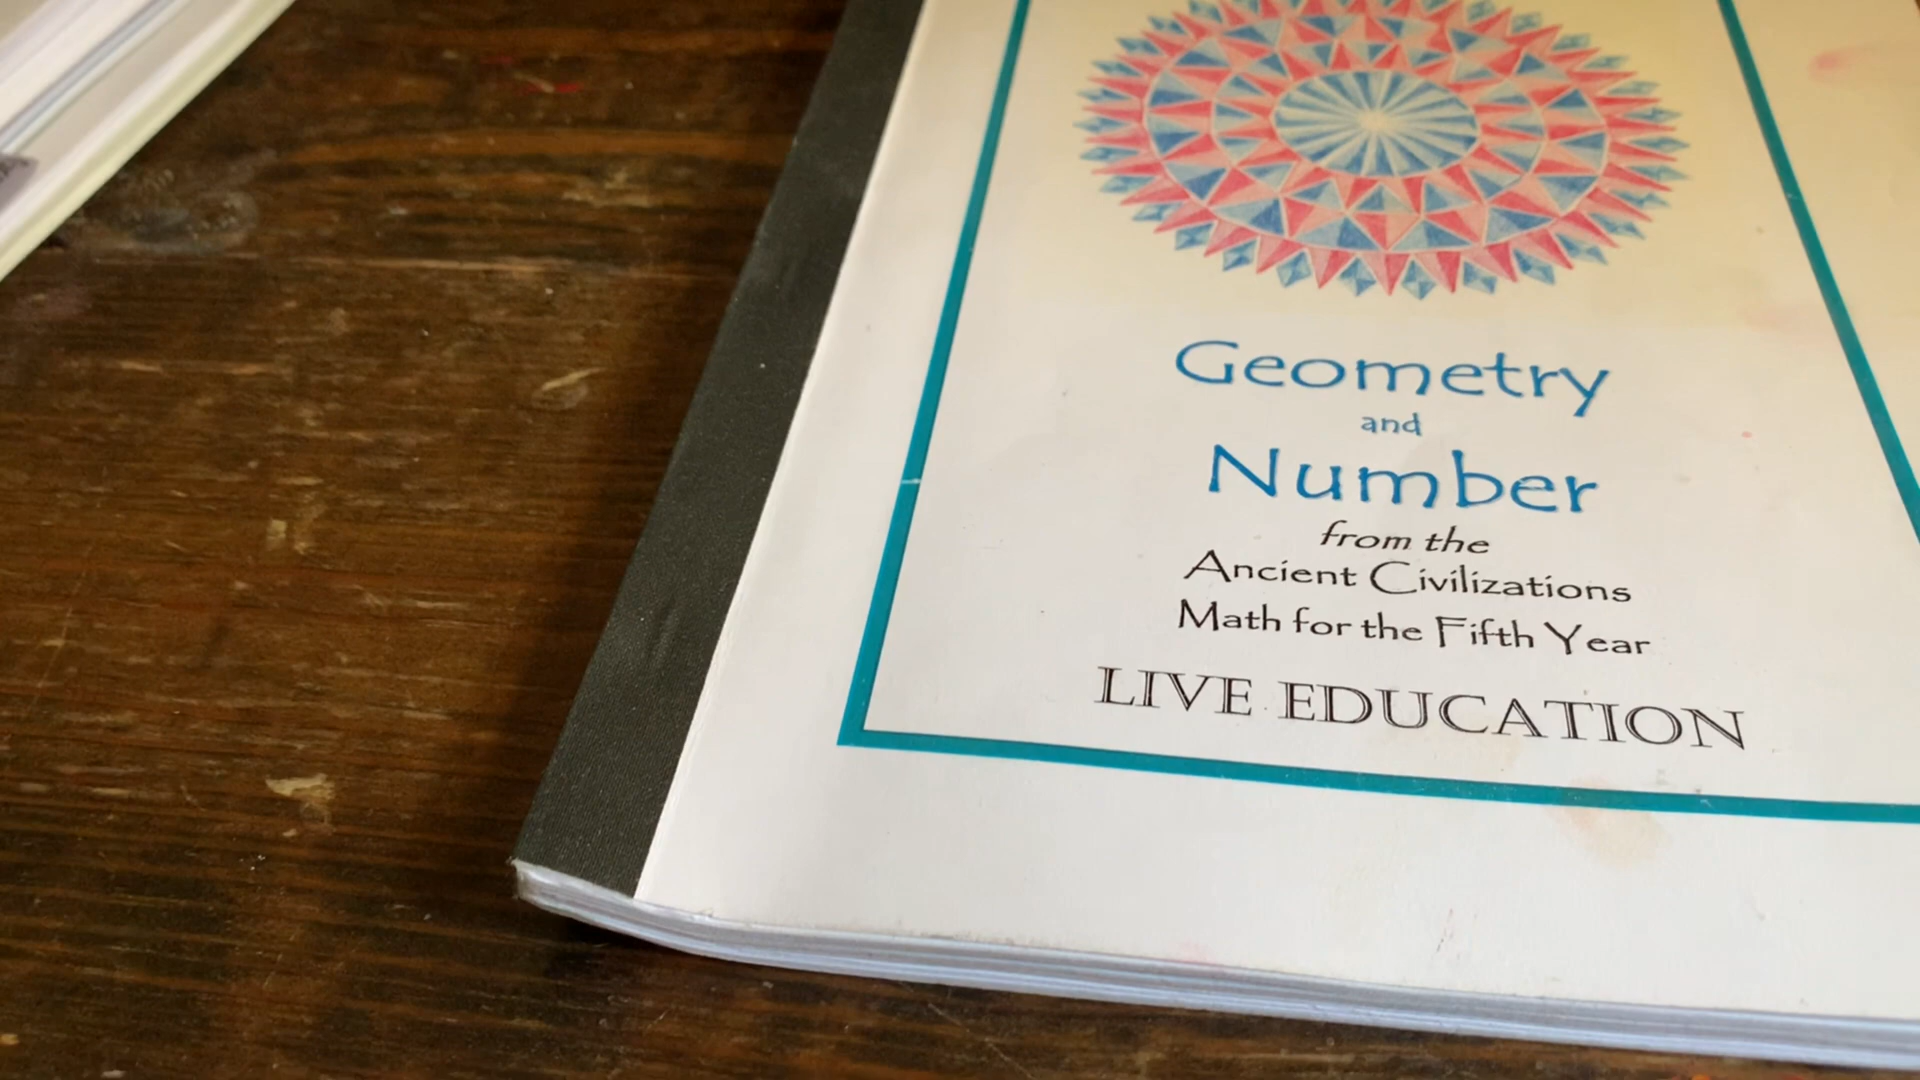 Geometry
and
Number
from the
Ancient Civilizations
Math for the Fifth Year
LIVE EDUCATION